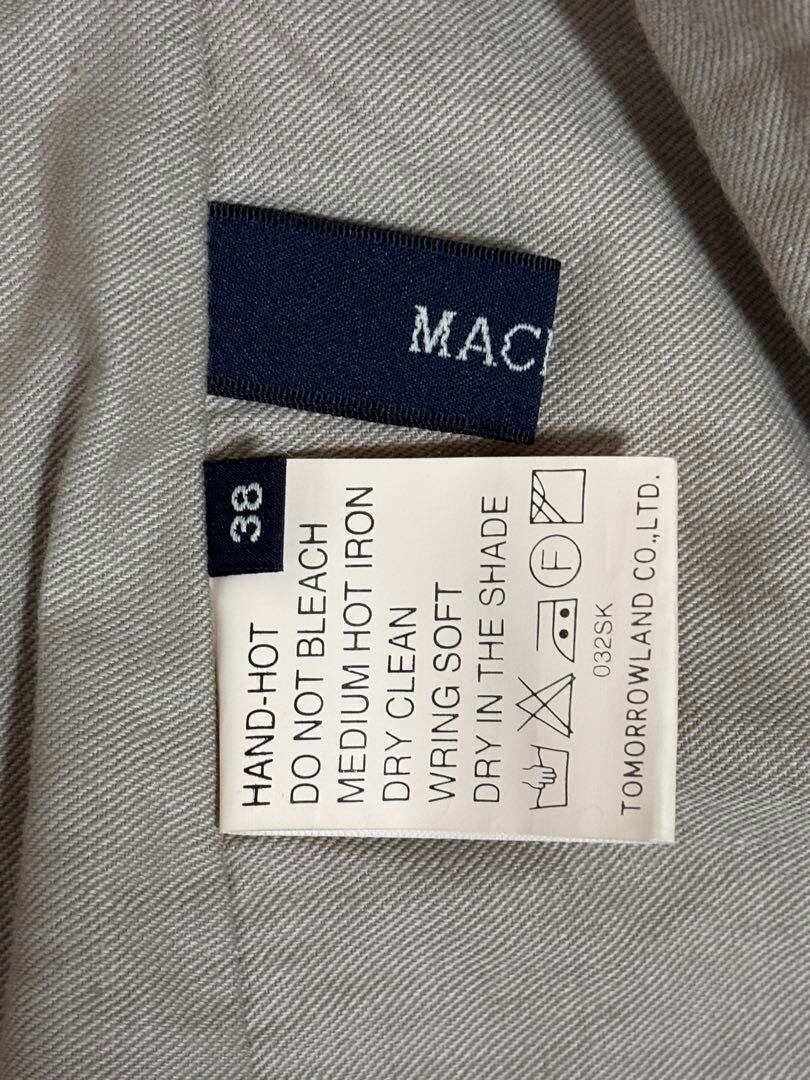 MAC
38
HAND-HOT
DO NOT BLEACH
MEDIUM HOT IRON
DRY CLEAN
WRING SOFT
DRY IN THE SHADE
F
032SK
TOMORROWLAND CO.,LTD.